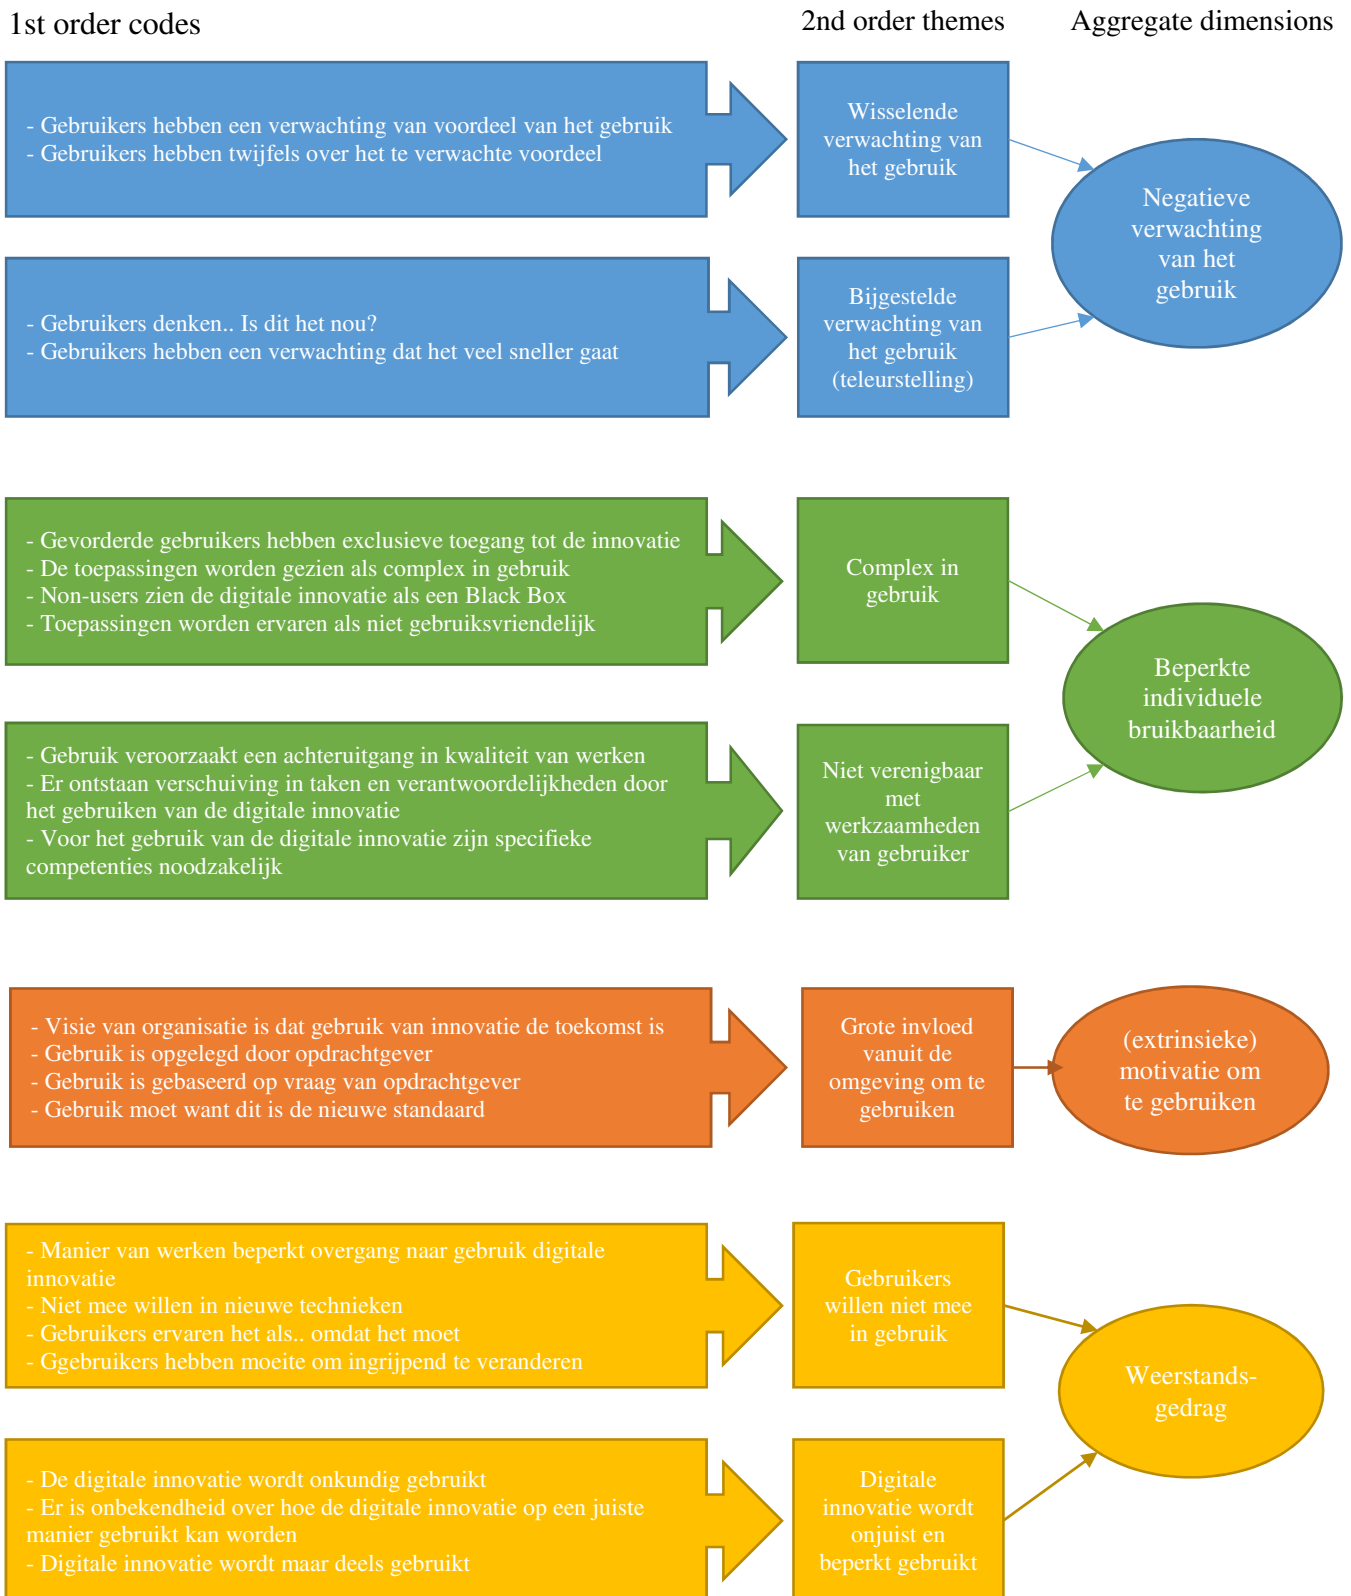 1st order codes
2nd order themes
Aggregate dimensions
- Gebruikers hebben een verwachting van voordeel van het gebruik
- Gebruikers hebben twijfels over het te verwachte voordeel
Wisselende
verwachting van
het gebruik
Negatieve
verwachting
van het
gebruik
- Gebruikers denken.. Is dit het nou?
- Gebruikers hebben een verwachting dat het veel sneller gaat
Bijgestelde
verwachting van
het gebruik
(teleurstelling)
- Gevorderde gebruikers hebben exclusieve toegang tot de innovatie
- De toepassingen worden gezien als complex in gebruik
- Non-users zien de digitale innovatie als een Black Box
- Toepassingen worden ervaren als niet gebruiksvriendelijk
Complex in
gebruik
Beperkte
individuele
bruikbaarheid
- Gebruik veroorzaakt een achteruitgang in kwaliteit van werken
- Er ontstaan verschuiving in taken en verantwoordelijkheden door
het gebruiken van de digitale innovatie
- Voor het gebruik van de digitale innovatie zijn specifieke
competenties noodzakelijk
Niet verenigbaar
met
werkzaamheden
van gebruiker
- Visie van organisatie is dat gebruik van innovatie de toekomst is
- Gebruik is opgelegd door opdrachtgever
- Gebruik is gebaseerd op vraag van opdrachtgever
- Gebruik moet want dit is de nieuwe standaard
Grote invloed
vanuit de
omgeving om te
gebruiken
(extrinsieke)
motivatie om
te gebruiken
- Manier van werken beperkt overgang naar gebruik digitale
innovatie
- Niet mee willen in nieuwe technieken
- Gebruikers ervaren het als.. omdat het moet
- Ggebruikers hebben moeite om ingrijpend te veranderen
Gebruikers
willen niet mee
in gebruik
Weerstands-
gedrag
- De digitale innovatie wordt onkundig gebruikt
- Er is onbekendheid over hoe de digitale innovatie op een juiste
manier gebruikt kan worden
- Digitale innovatie wordt maar deels gebruikt
Digitale
innovatie wordt
onjuist en
beperkt gebruikt